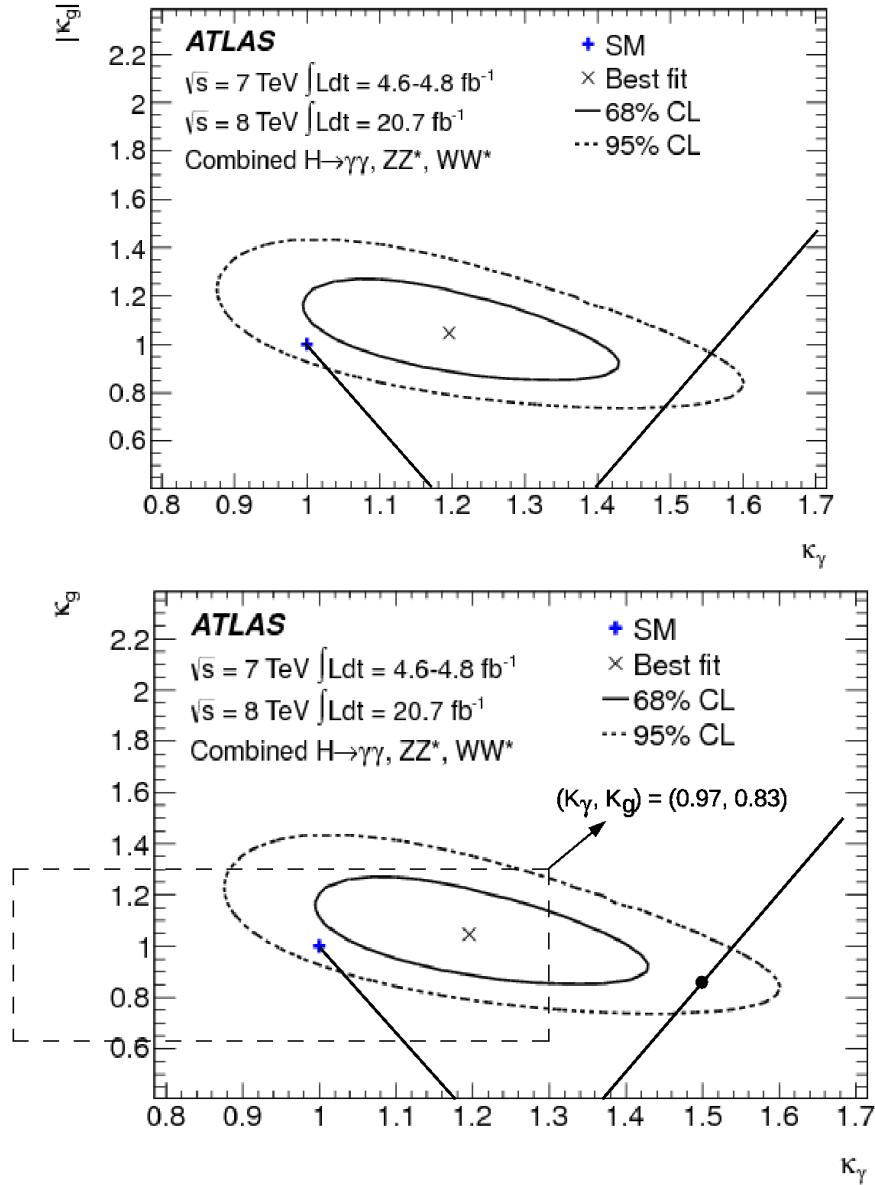 |κg|
ATLAS
√s = 7 TeV ∫Ldt = 4.6-4.8 fb⁻¹
√s = 8 TeV ∫Ldt = 20.7 fb⁻¹
Combined H→γγ, ZZ*, WW*
SM
Best fit
68% CL
95% CL
2.2
2
1.8
1.6
1.4
1.2
1
0.8
0.6
0.8 0.9 1 1.1 1.2 1.3 1.4 1.5 1.6 1.7
κγ
κg
ATLAS
√s = 7 TeV ∫Ldt = 4.6-4.8 fb⁻¹
√s = 8 TeV ∫Ldt = 20.7 fb⁻¹
Combined H→γγ, ZZ*, WW*
SM
Best fit
68% CL
95% CL
(Kγ, Kg) = (0.97, 0.83)
2.2
2
1.8
1.6
1.4
1.2
1
0.8
0.6
0.8 0.9 1 1.1 1.2 1.3 1.4 1.5 1.6 1.7
κγ